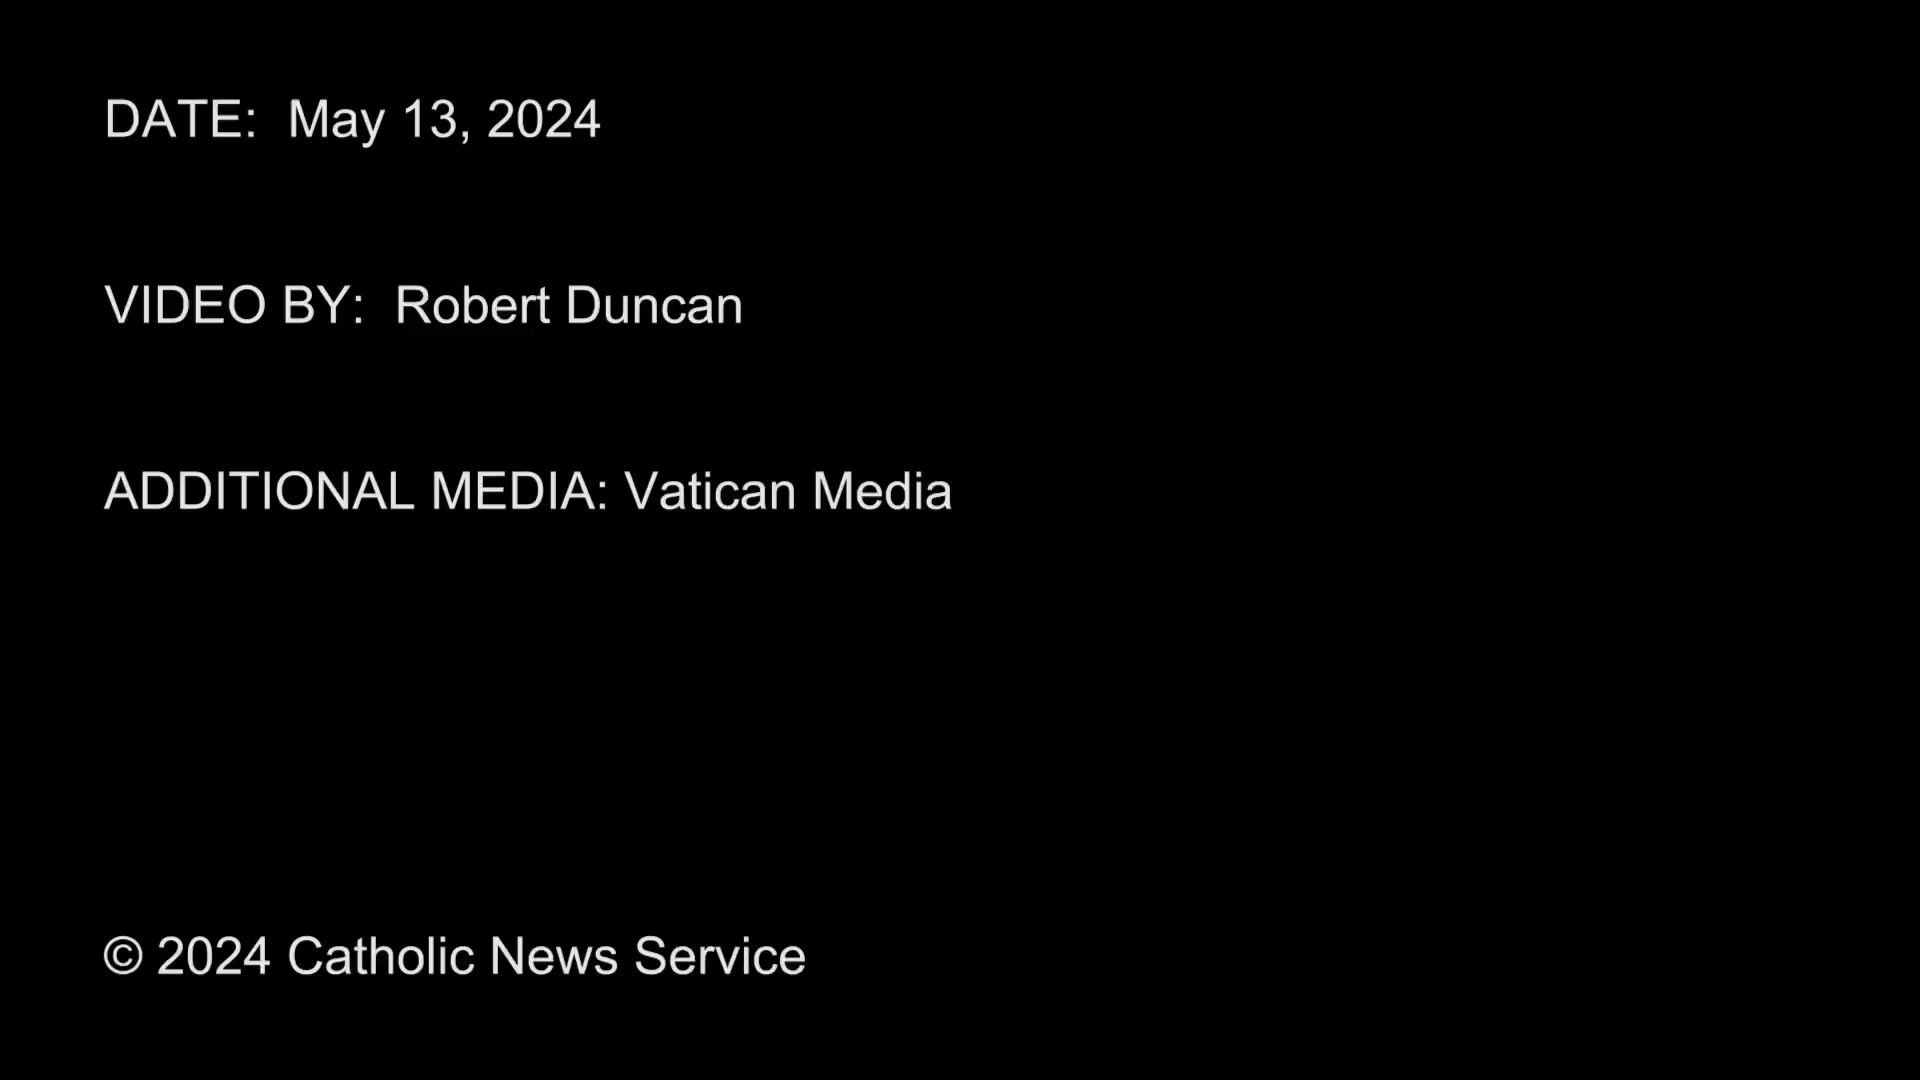 DATE:  May 13, 2024
VIDEO BY:  Robert Duncan
ADDITIONAL MEDIA: Vatican Media
© 2024 Catholic News Service